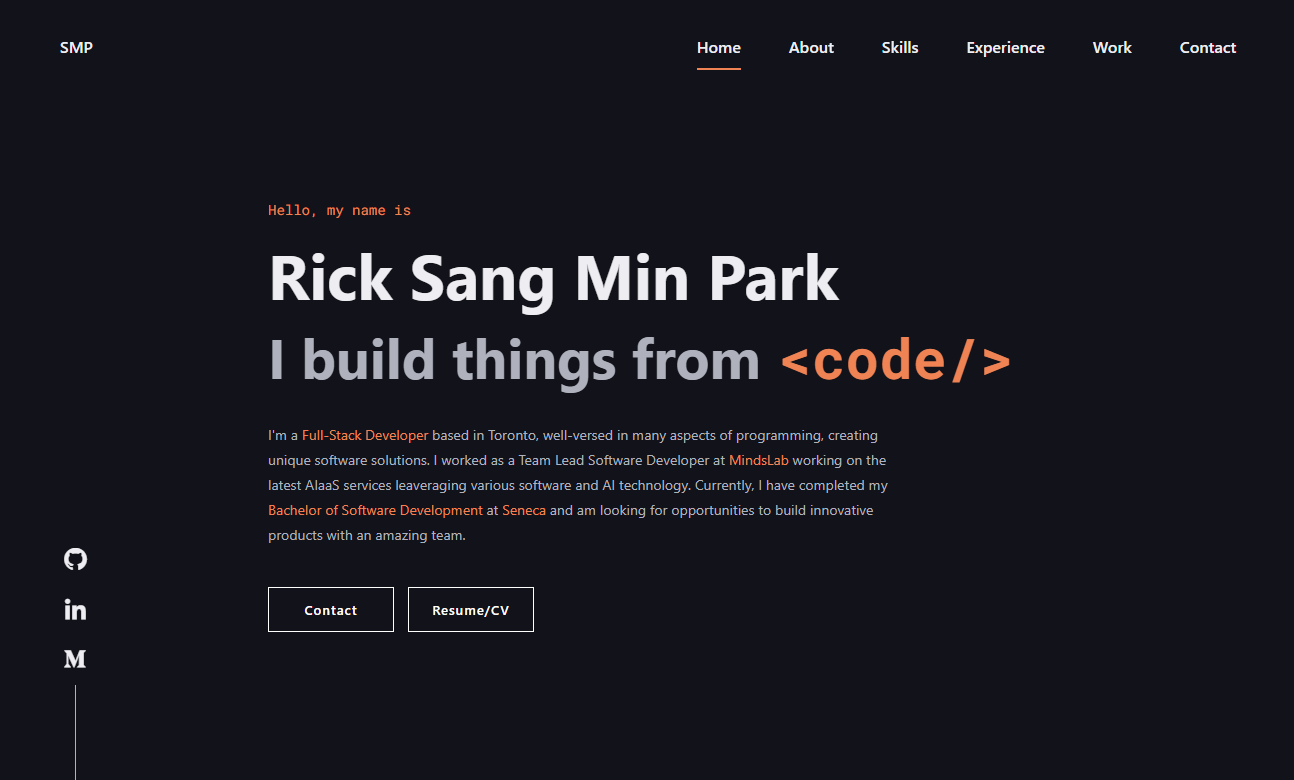 SMP
Home About Skills Experience Work Contact
Hello, my name is
Rick Sang Min Park
I build things from <code/>
I'm a Full-Stack Developer based in Toronto, well-versed in many aspects of programming, creating
unique software solutions. I worked as a Team Lead Software Developer at MindsLab working on the
latest AIaaS services leaveraging various software and AI technology. Currently, I have completed my
Bachelor of Software Development at Seneca and am looking for opportunities to build innovative
products with an amazing team.
Contact
Resume/CV